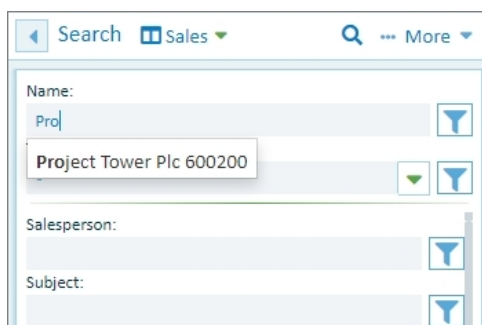 Search Sales More
Name:
Pro
Project Tower Plc 600200
Salesperson:
Subject: